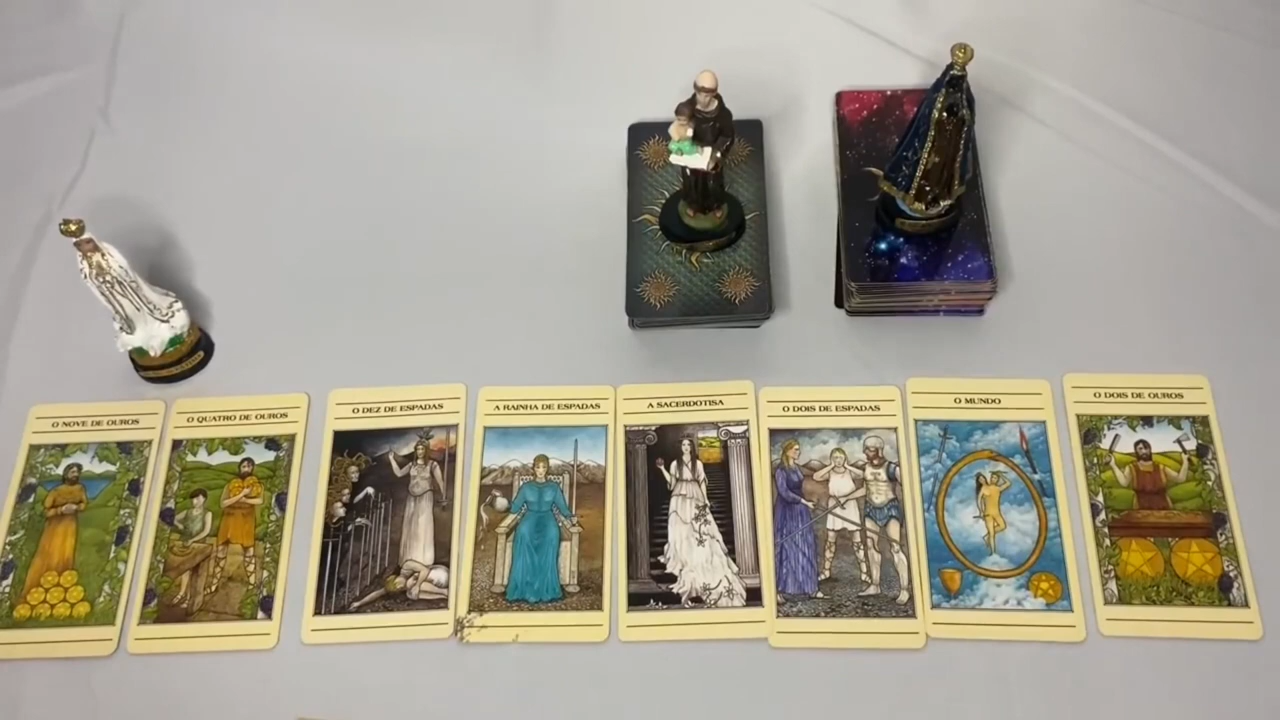 O NOVE DE OUROS
O QUATRO DE OUROS
O DEZ DE ESPADAS
A RAINHA DE ESPADAS
A SACERDOTISA
O DOIS DE ESPADAS
O MUNDO
O DOIS DE OUROS